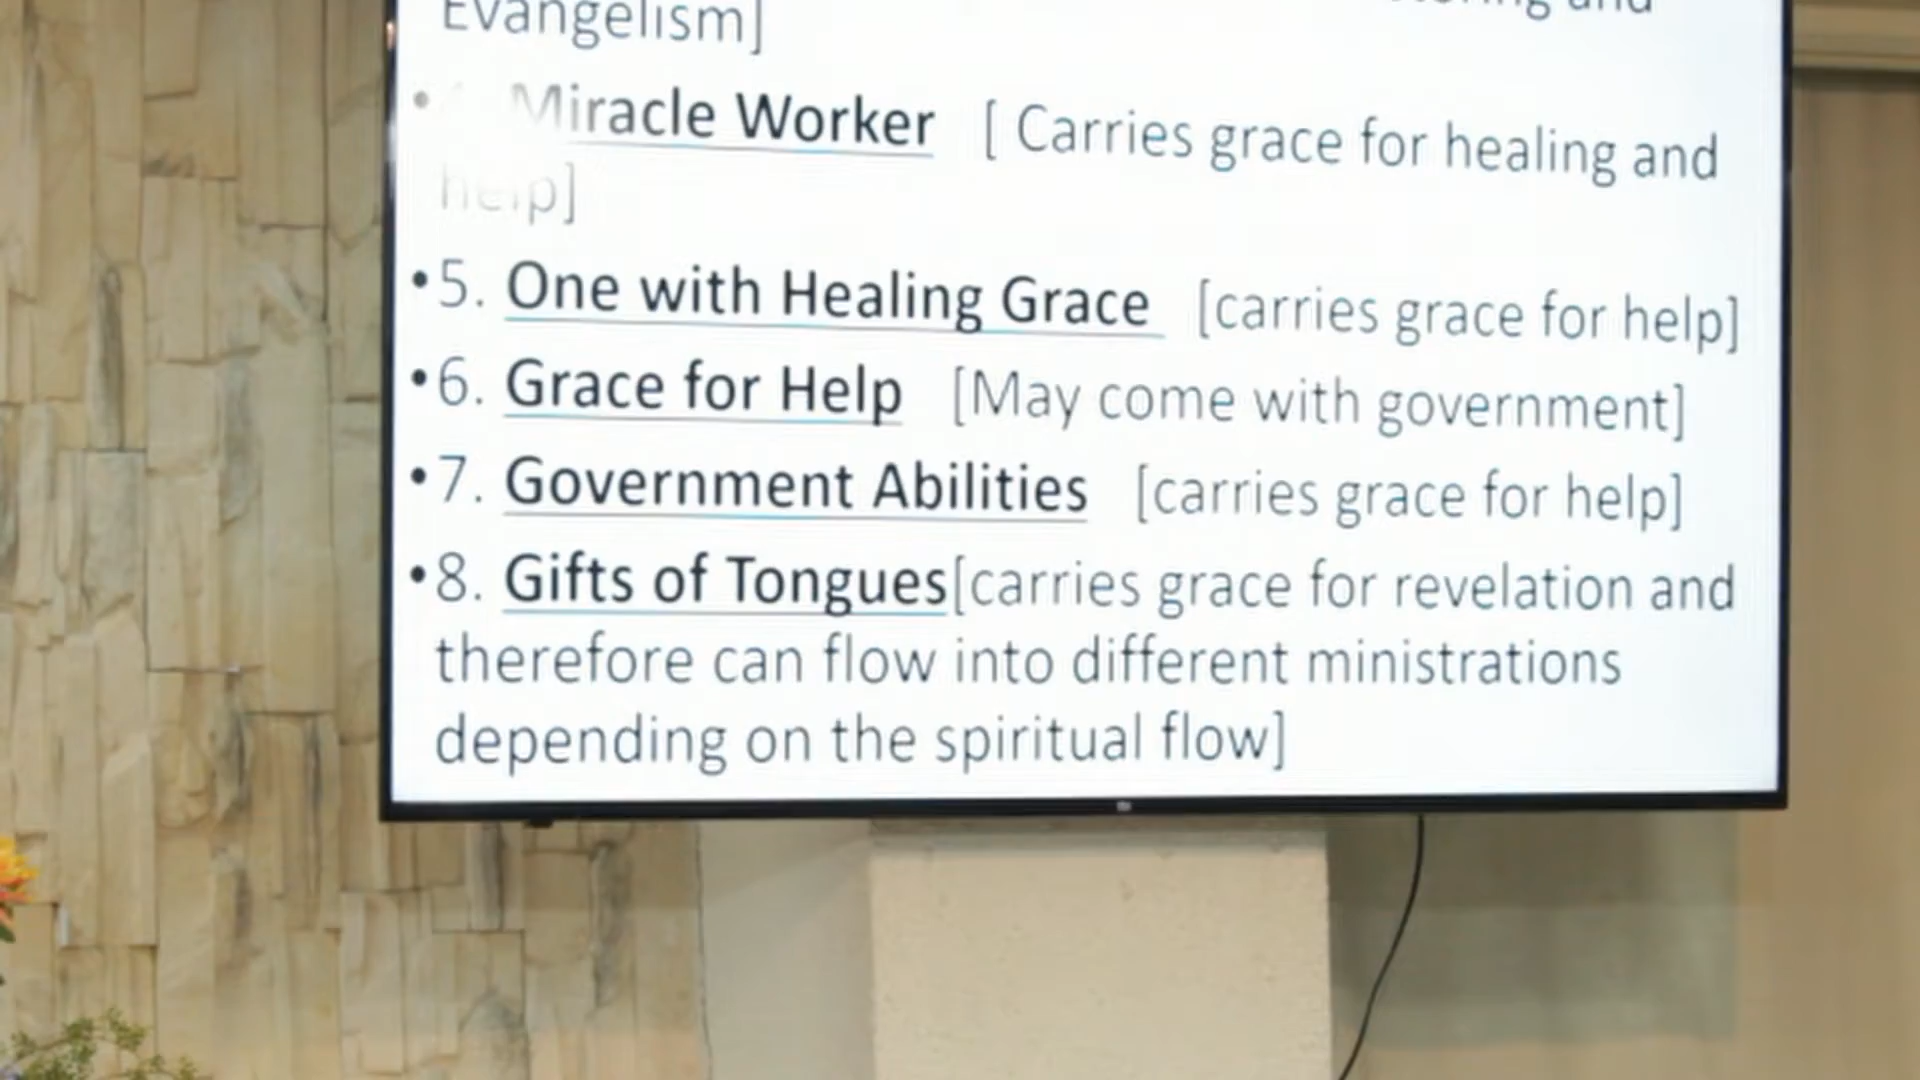 Evangelism] and
• Miracle Worker [ Carries grace for healing and
help]
•5. One with Healing Grace [carries grace for help]
•6. Grace for Help [May come with government]
•7. Government Abilities [carries grace for help]
•8. Gifts of Tongues[carries grace for revelation and
therefore can flow into different ministrations
depending on the spiritual flow]